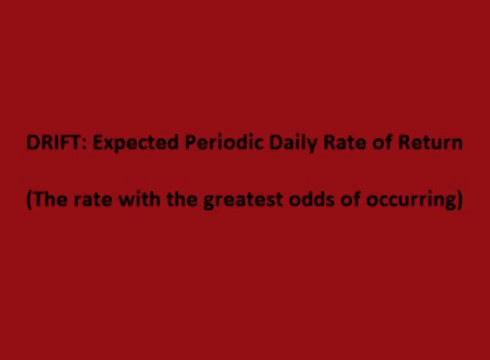 DRIFT: Expected Periodic Daily Rate of Return
(The rate with the greatest odds of occurring)